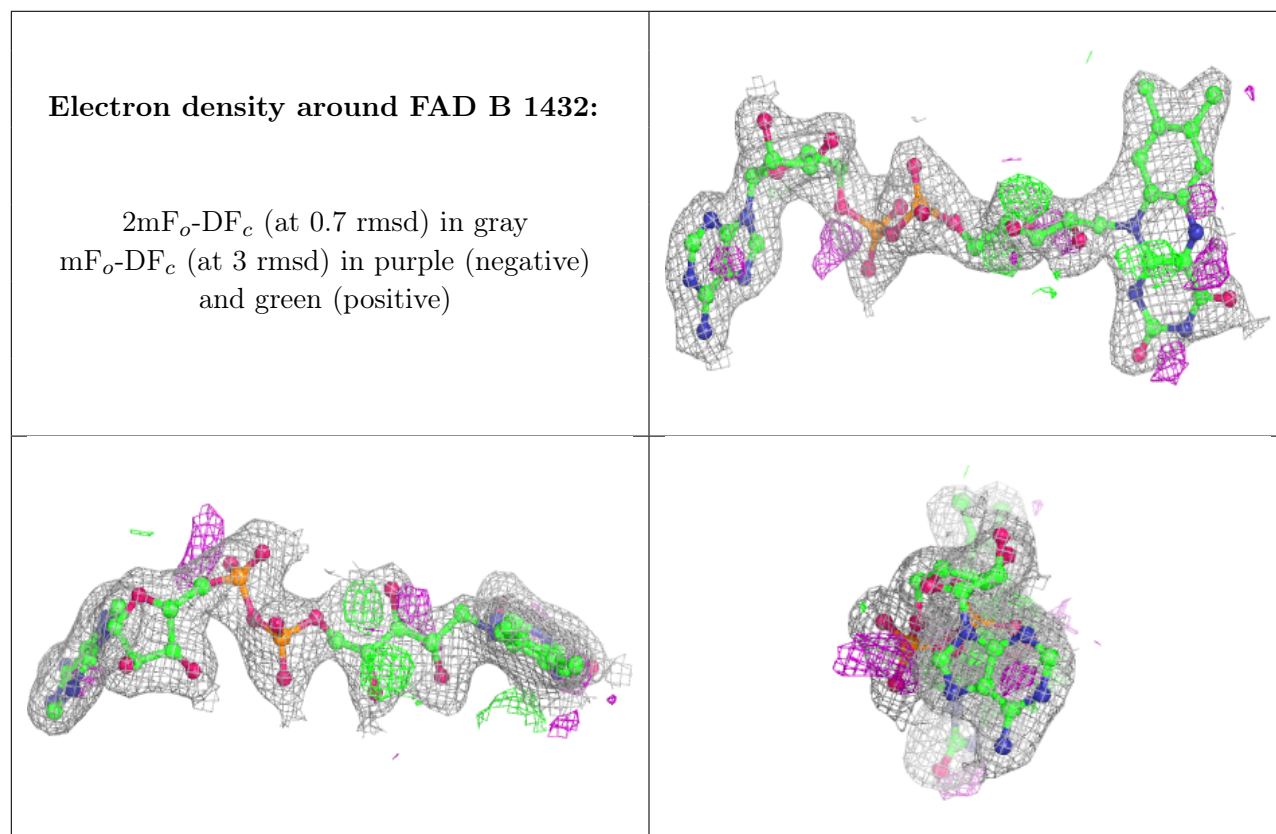 Electron density around FAD B 1432:
2mFo-DFc (at 0.7 rmsd) in gray
mFo-DFc (at 3 rmsd) in purple (negative)
and green (positive)